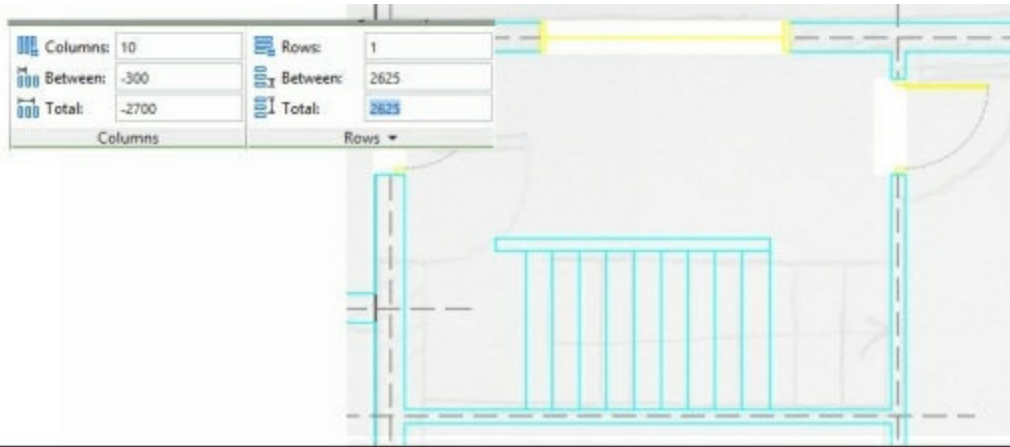 Columns: 10
Between: -300
Total: -2700
Columns
Rows: 1
Between: 2625
Total: 2625
Rows